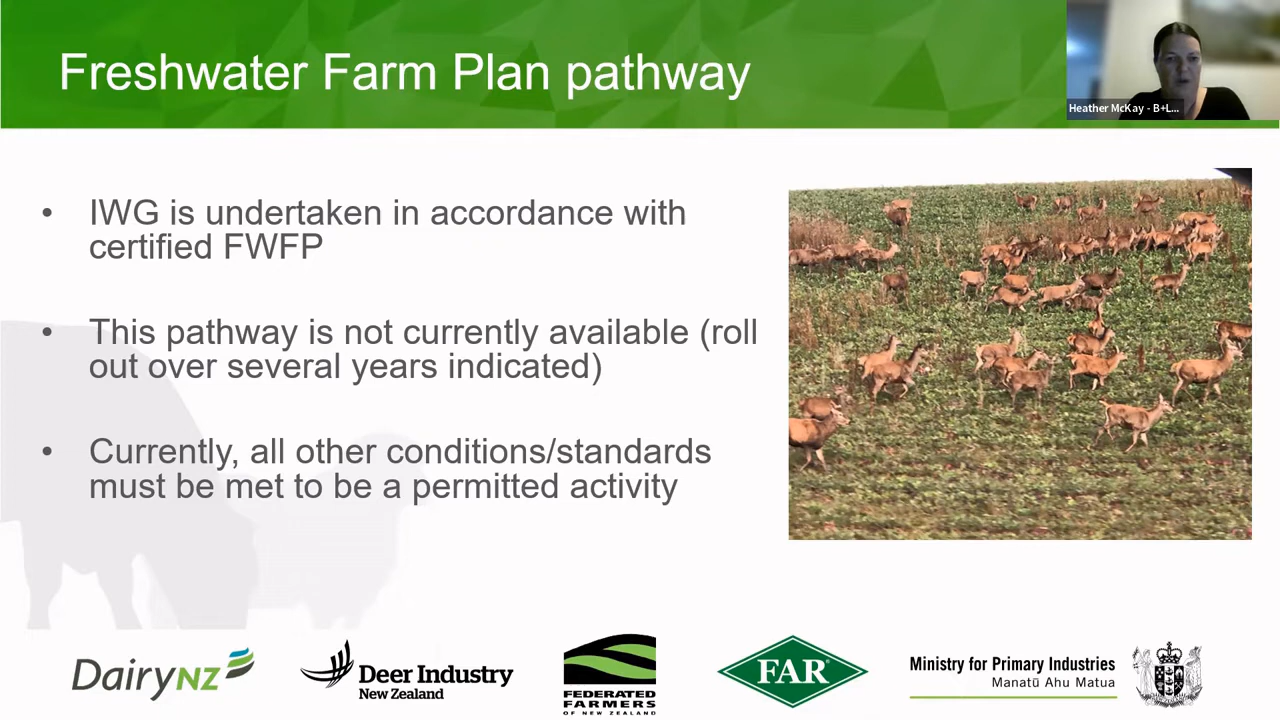 Freshwater Farm Plan pathway
Heather McKay - B+L...
• IWG is undertaken in accordance with
certified FWFP
• This pathway is not currently available (roll
out over several years indicated)
• Currently, all other conditions/standards
must be met to be a permitted activity
DairyNZ
Deer Industry
New Zealand
FEDERATED
FARMERS
OF NEW ZEALAND
FAR®
Ministry for Primary Industries
Manatū Ahu Matua